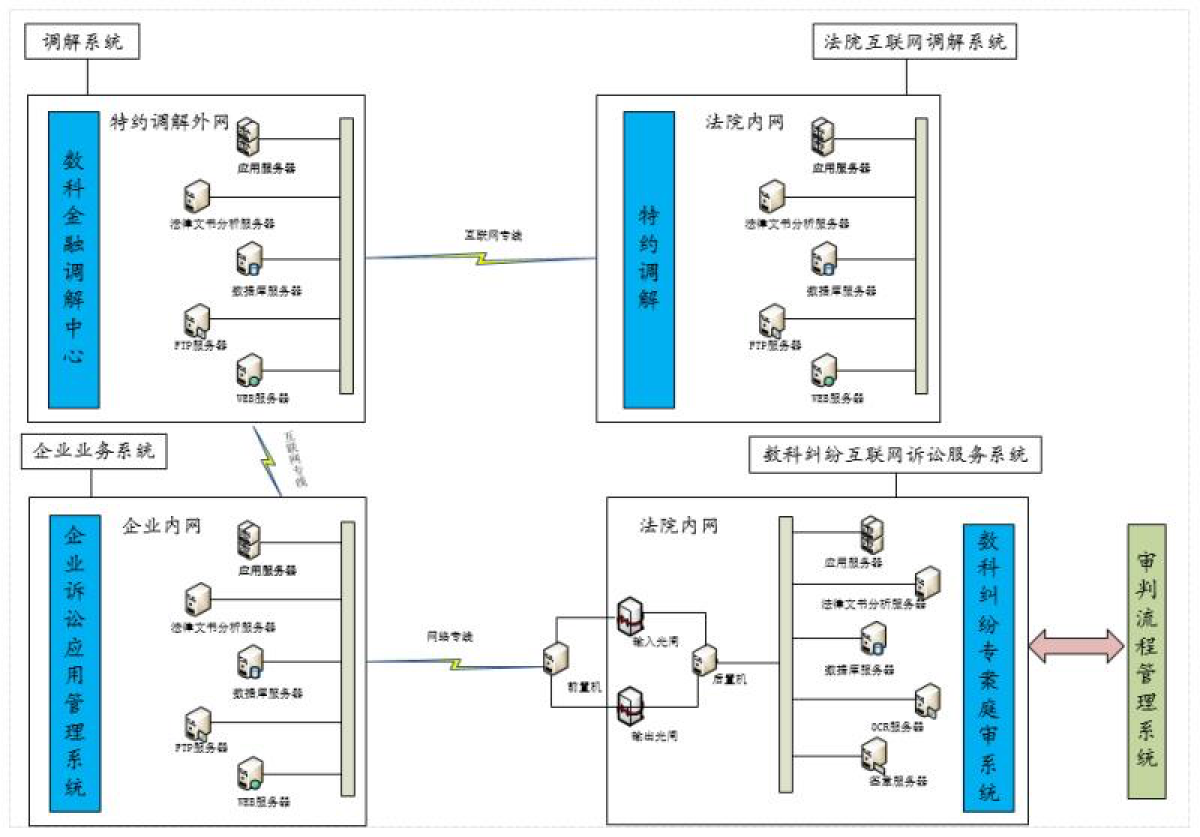 调解系统
法院互联网调解系统
数科金融调解中心
特约调解外网
应用服务器
法律文书分析服务器
数据库服务器
FTP服务器
WEB服务器
互联网专线
特约调解
法院内网
应用服务器
法律文书分析服务器
数据库服务器
FTP服务器
WEB服务器
互联网专线
企业业务系统
数科纠纷互联网诉讼服务系统
企业诉讼应用管理系统
企业内网
应用服务器
法律文书分析服务器
数据库服务器
FTP服务器
WEB服务器
网络专线
法院内网
前置机
输入光闸
输出光闸
后置机
应用服务器
法律文书分析服务器
数据库服务器
OCR服务器
签章服务器
数科纠纷专案庭审系统
审判流程管理系统